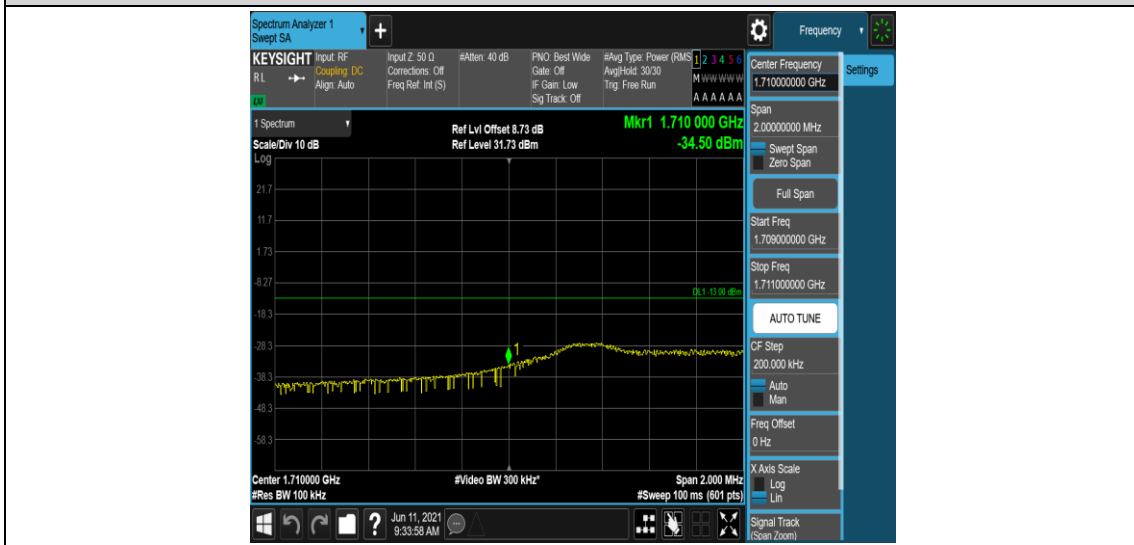 Spectrum Analyzer 1
Swept SA
+
Frequency
KEYSIGHT
RL
Input: RF
Coupling: DC
Align: Auto
Input Z: 50 Ω
Corrections: Off
Freq Ref: Int (S)
#Atten: 40 dB
PNO: Best Wide
Gate: Off
IF Gain: Low
Sig Track: Off
#Avg Type: Power (RMS
Avg|Hold: 30/30
Trig: Free Run
1 2 3 4 5 6
M W W W W W
A A A A A A
1 Spectrum
Scale/Div 10 dB
Log
Ref Lvl Offset 8.73 dB
Ref Level 31.73 dBm
Mkr1 1.710 000 GHz
-34.50 dBm
21.7
11.7
1.73
-8.27
DL1 -13.00 dBm
-18.3
-28.3
1
-38.3
-48.3
-58.3
Center 1.710000 GHz
#Res BW 100 kHz
#Video BW 300 kHz*
Span 2.000 MHz
#Sweep 100 ms (601 pts)
?
Jun 11, 2021
9:33:58 AM
Center Frequency
1.710000000 GHz
Settings
Span
2.00000000 MHz
Swept Span
Zero Span
Full Span
Start Freq
1.709000000 GHz
Stop Freq
1.711000000 GHz
AUTO TUNE
CF Step
200.000 kHz
Auto
Man
Freq Offset
0 Hz
X Axis Scale
Log
Lin
Signal Track
(Span Zoom)